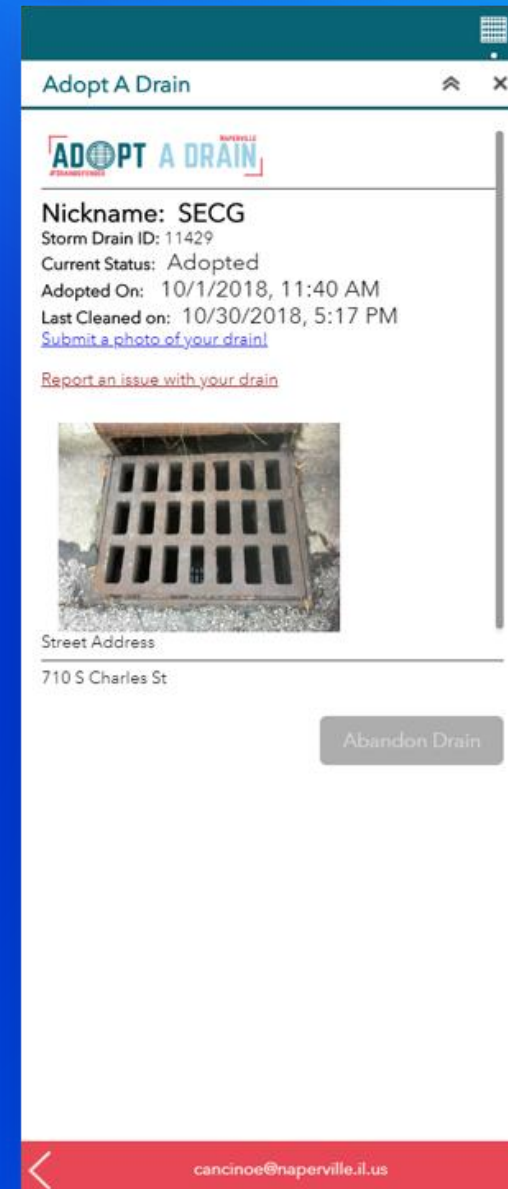 Adopt A Drain
NAPERVILLE
ADOPT A DRAIN
#DRAINDEFENDER
Nickname: SECG
Storm Drain ID: 11429
Current Status: Adopted
Adopted On: 10/1/2018, 11:40 AM
Last Cleaned on: 10/30/2018, 5:17 PM
Submit a photo of your drain!
Report an issue with your drain
Street Address
710 S Charles St
Abandon Drain
cancinoe@naperville.il.us